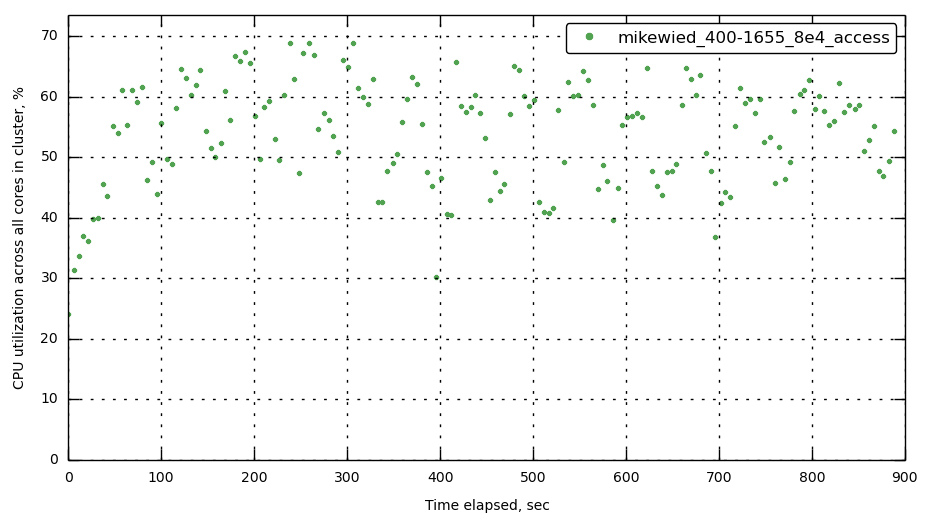 mikewied_400-1655_8e4_access
CPU utilization across all cores in cluster, %
70
60
50
40
30
20
10
0
0 100 200 300 400 500 600 700 800 900
Time elapsed, sec